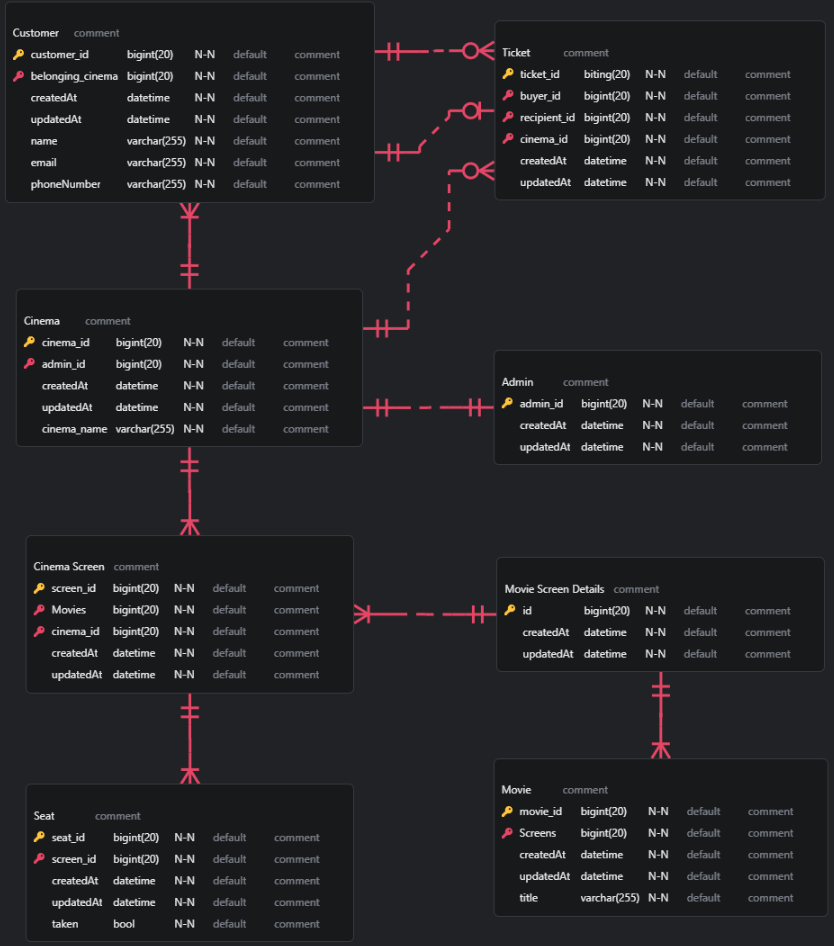 Customer comment
customer_id bigint(20) N-N default comment
belonging_cinema bigint(20) N-N default comment
createdAt datetime N-N default comment
updatedAt datetime N-N default comment
name varchar(255) N-N default comment
email varchar(255) N-N default comment
phoneNumber varchar(255) N-N default comment
Ticket comment
ticket_id biting(20) N-N default comment
buyer_id bigint(20) N-N default comment
recipient_id bigint(20) N-N default comment
cinema_id bigint(20) N-N default comment
createdAt datetime N-N default comment
updatedAt datetime N-N default comment
Cinema comment
cinema_id bigint(20) N-N default comment
admin_id bigint(20) N-N default comment
createdAt datetime N-N default comment
updatedAt datetime N-N default comment
cinema_name varchar(255) N-N default comment
Admin comment
admin_id bigint(20) N-N default comment
createdAt datetime N-N default comment
updatedAt datetime N-N default comment
Cinema Screen comment
screen_id bigint(20) N-N default comment
Movies bigint(20) N-N default comment
cinema_id bigint(20) N-N default comment
createdAt datetime N-N default comment
updatedAt datetime N-N default comment
Movie Screen Details comment
id bigint(20) N-N default comment
createdAt datetime N-N default comment
updatedAt datetime N-N default comment
Seat comment
seat_id bigint(20) N-N default comment
screen_id bigint(20) N-N default comment
createdAt datetime N-N default comment
updatedAt datetime N-N default comment
taken bool N-N default comment
Movie comment
movie_id bigint(20) N-N default comment
Screens bigint(20) N-N default comment
createdAt datetime N-N default comment
updatedAt datetime N-N default comment
title varchar(255) N-N default comment